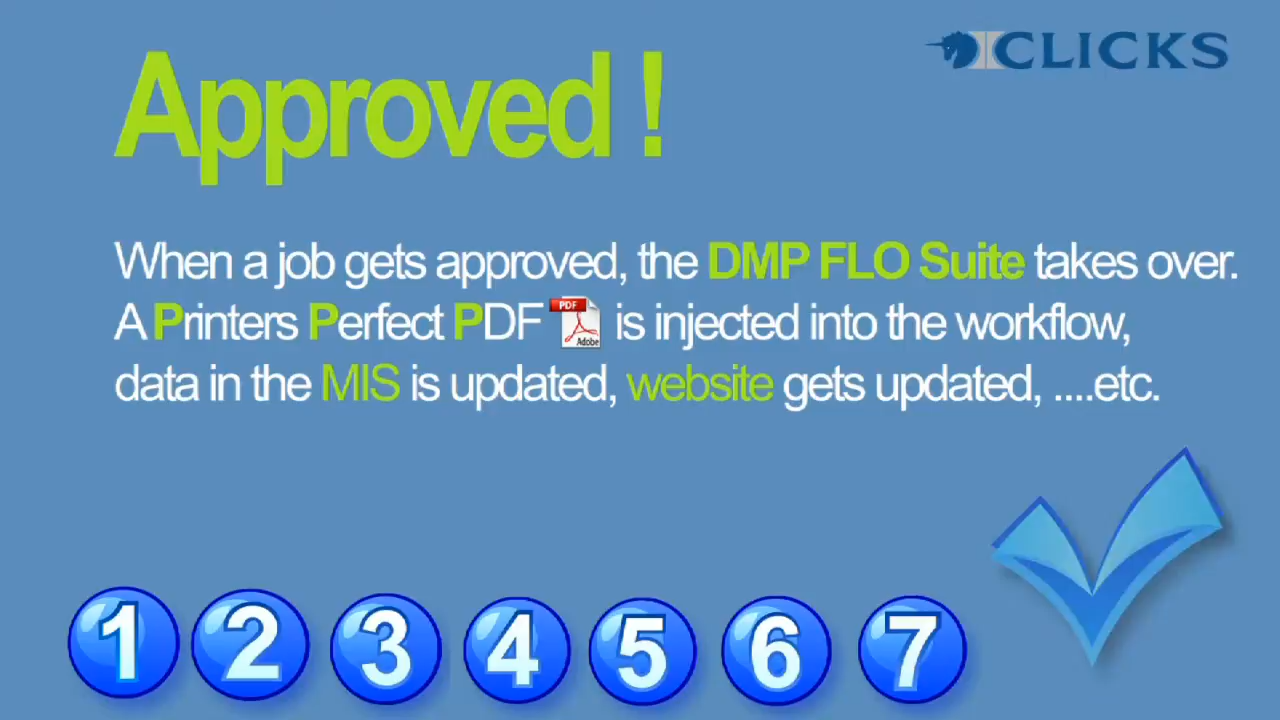 CLICKS
Approved !
When a job gets approved, the DMP FLO Suite takes over.
A Printers Perfect PDF PDF Adobe is injected into the workflow,
data in the MIS is updated, website gets updated, ....etc.
1 2 3 4 5 6 7